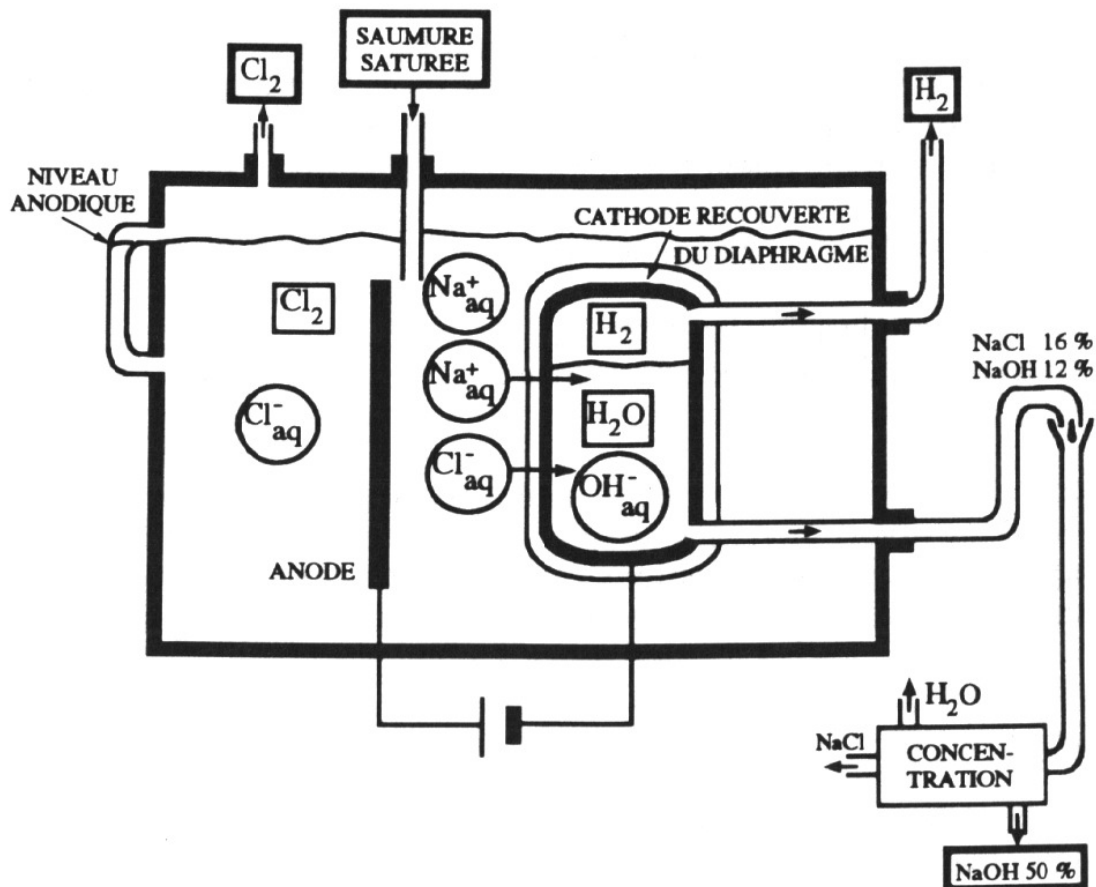 SAUMURE
SATUREE
Cl2
H2
NIVEAU
ANODIQUE
CATHODE RECOUVERTE
DU DIAPHRAGME
Na+aq
Cl2
H2
NaCl 16 %
NaOH 12 %
Na+aq
H2O
Cl-aq
Cl-aq
OH-aq
ANODE
H2O
NaCl
CONCEN-
TRATION
NaOH 50 %